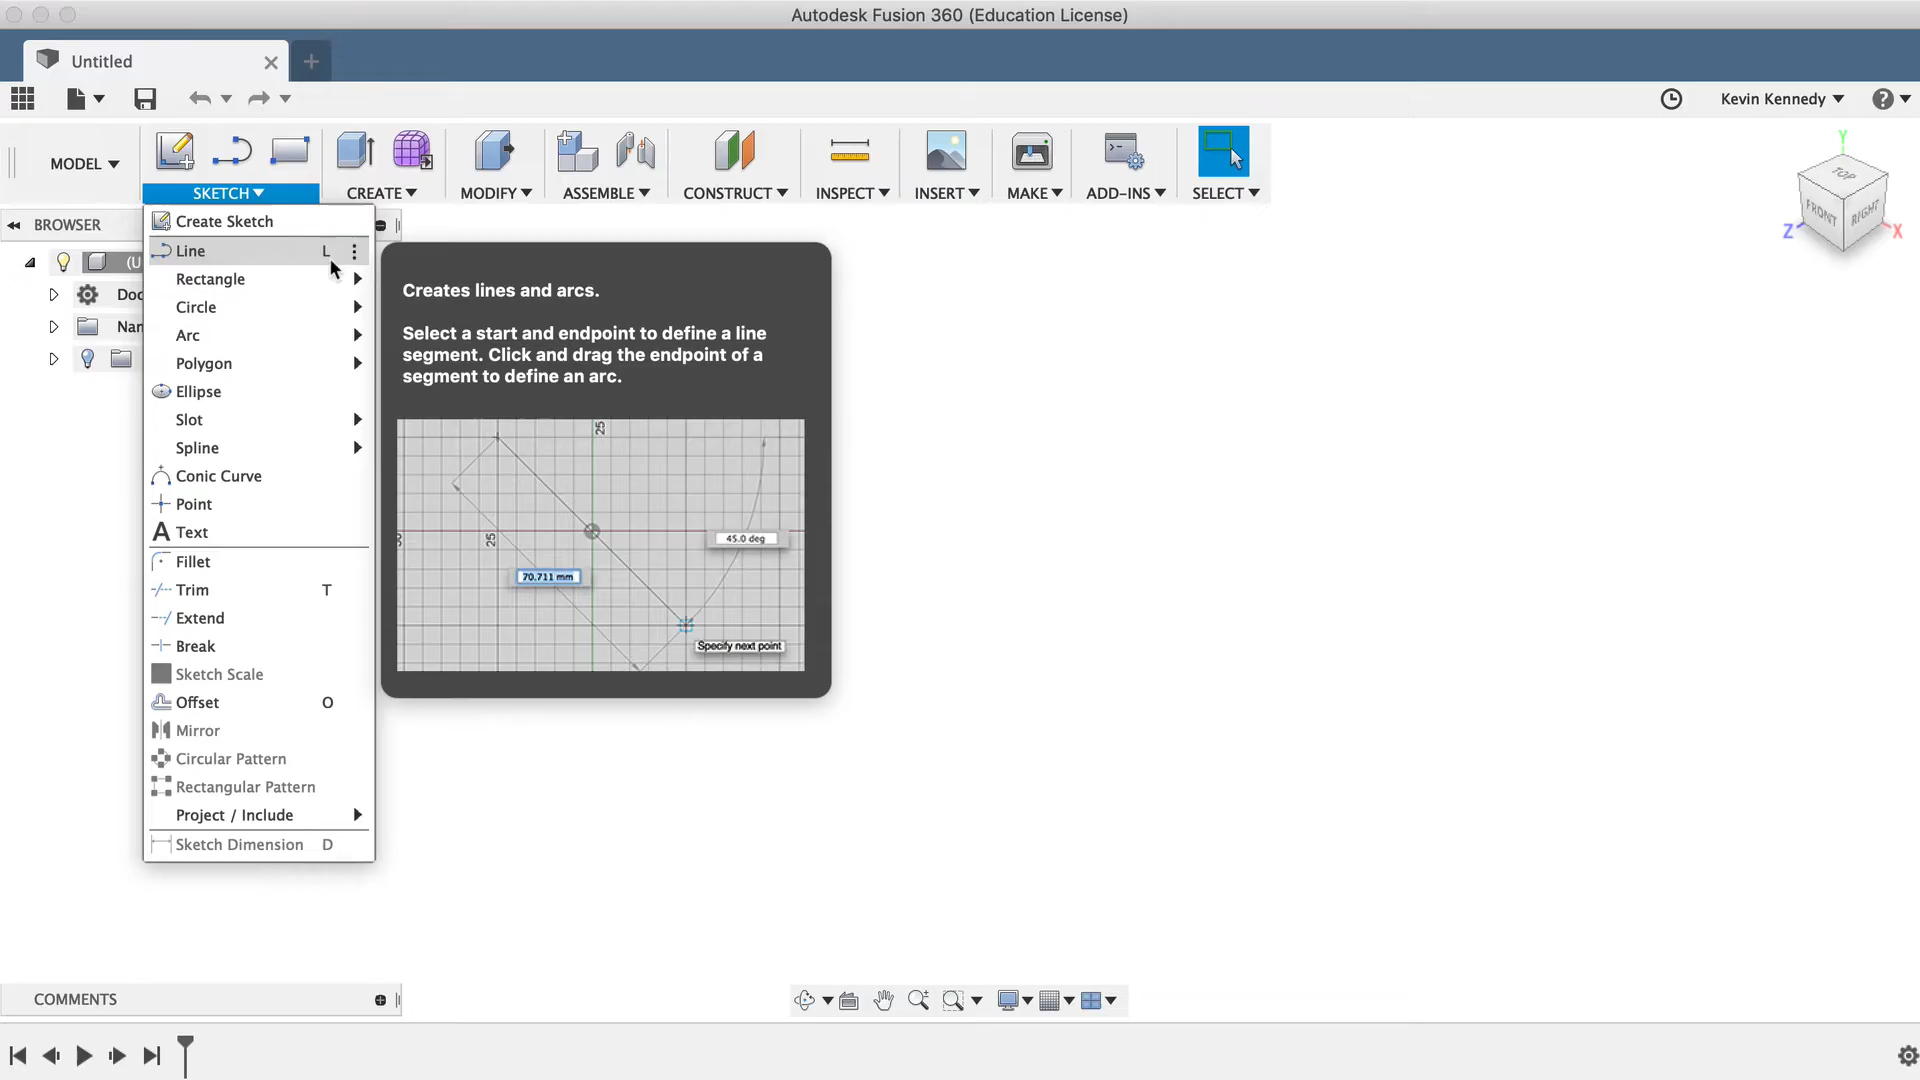 Autodesk Fusion 360 (Education License)
Untitled
Kevin Kennedy
?
MODEL
SKETCH
CREATE
MODIFY
ASSEMBLE
CONSTRUCT
INSPECT
INSERT
MAKE
ADD-INS
SELECT
Y
TOP
FRONT
RIGHT
Z
X
BROWSER
(U
Doc
Nan
Create Sketch
Line L
Rectangle
Circle
Arc
Polygon
Ellipse
Slot
Spline
Conic Curve
Point
A Text
Fillet
Trim T
Extend
Break
Sketch Scale
Offset O
Mirror
Circular Pattern
Rectangular Pattern
Project / Include
Sketch Dimension D
Creates lines and arcs.
Select a start and endpoint to define a line
segment. Click and drag the endpoint of a
segment to define an arc.
25
25
45.0 deg
70.711 mm
Specify next point
COMMENTS